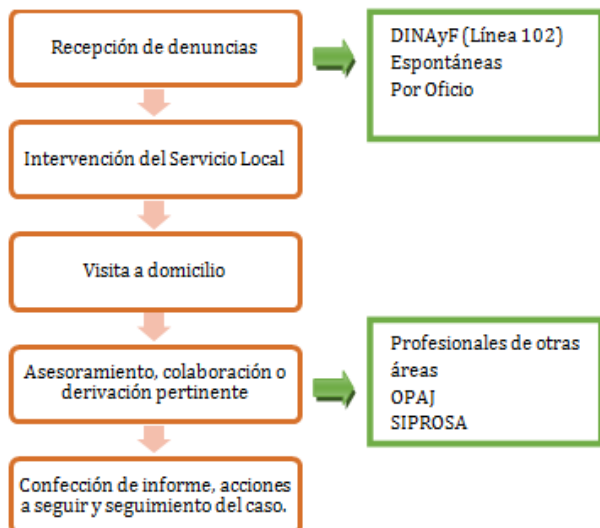 Recepción de denuncias
DINAyF (Línea 102)
Espontáneas
Por Oficio
Intervención del Servicio Local
Visita a domicilio
Asesoramiento, colaboración o
derivación pertinente
Profesionales de otras
áreas
OPAJ
SIPROSA
Confección de informe, acciones
a seguir y seguimiento del caso.